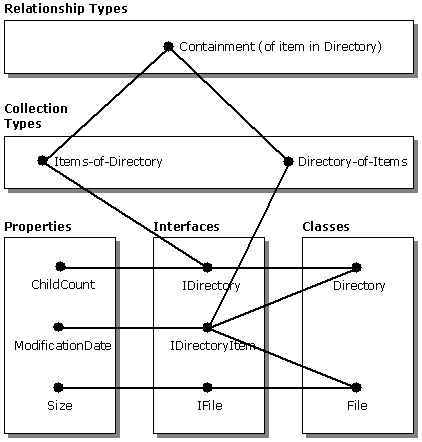 Relationship Types
Containment (of item in Directory)
Collection
Types
Items-of-Directory
Directory-of-Items
Properties
Interfaces
Classes
ChildCount
IDirectory
Directory
ModificationDate
IDirectoryItem
Size
IFile
File